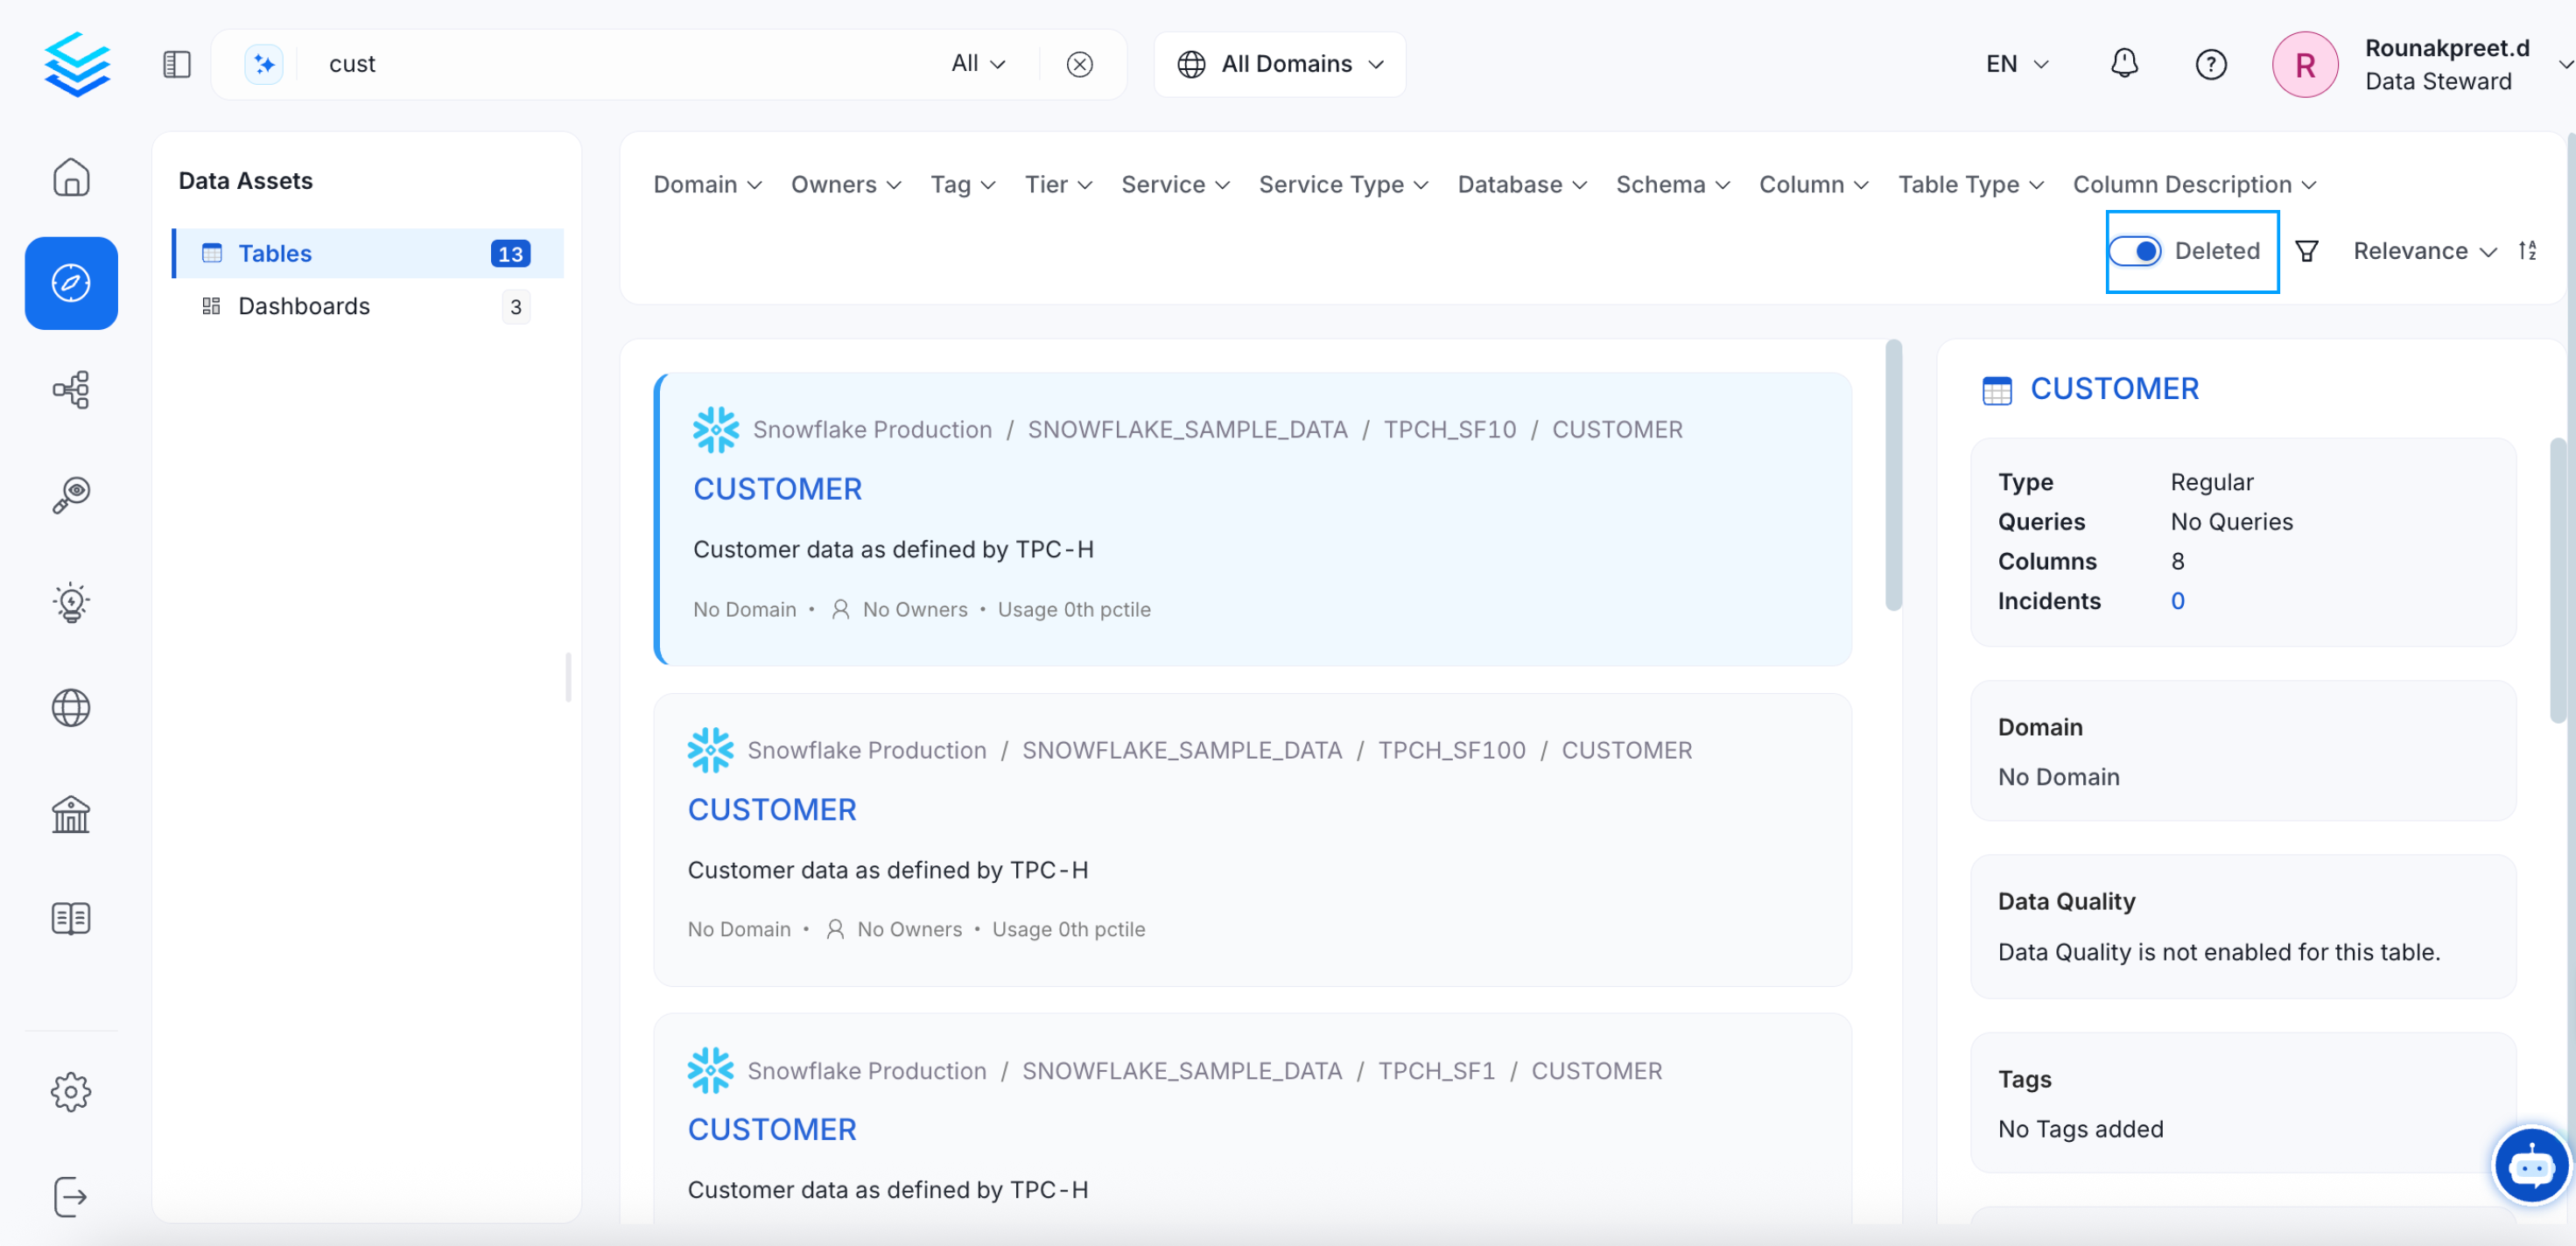 cust
All
All Domains
EN
R
Rounakpreet.d
Data Steward
Data Assets
Tables 13
Dashboards 3
Domain Owners Tag Tier Service Service Type Database Schema Column Table Type Column Description
Deleted Relevance
Snowflake Production / SNOWFLAKE_SAMPLE_DATA / TPCH_SF10 / CUSTOMER
CUSTOMER
Customer data as defined by TPC-H
No Domain • No Owners • Usage 0th pctile
Snowflake Production / SNOWFLAKE_SAMPLE_DATA / TPCH_SF100 / CUSTOMER
CUSTOMER
Customer data as defined by TPC-H
No Domain • No Owners • Usage 0th pctile
Snowflake Production / SNOWFLAKE_SAMPLE_DATA / TPCH_SF1 / CUSTOMER
CUSTOMER
Customer data as defined by TPC-H
CUSTOMER
Type Regular
Queries No Queries
Columns 8
Incidents 0
Domain
No Domain
Data Quality
Data Quality is not enabled for this table.
Tags
No Tags added